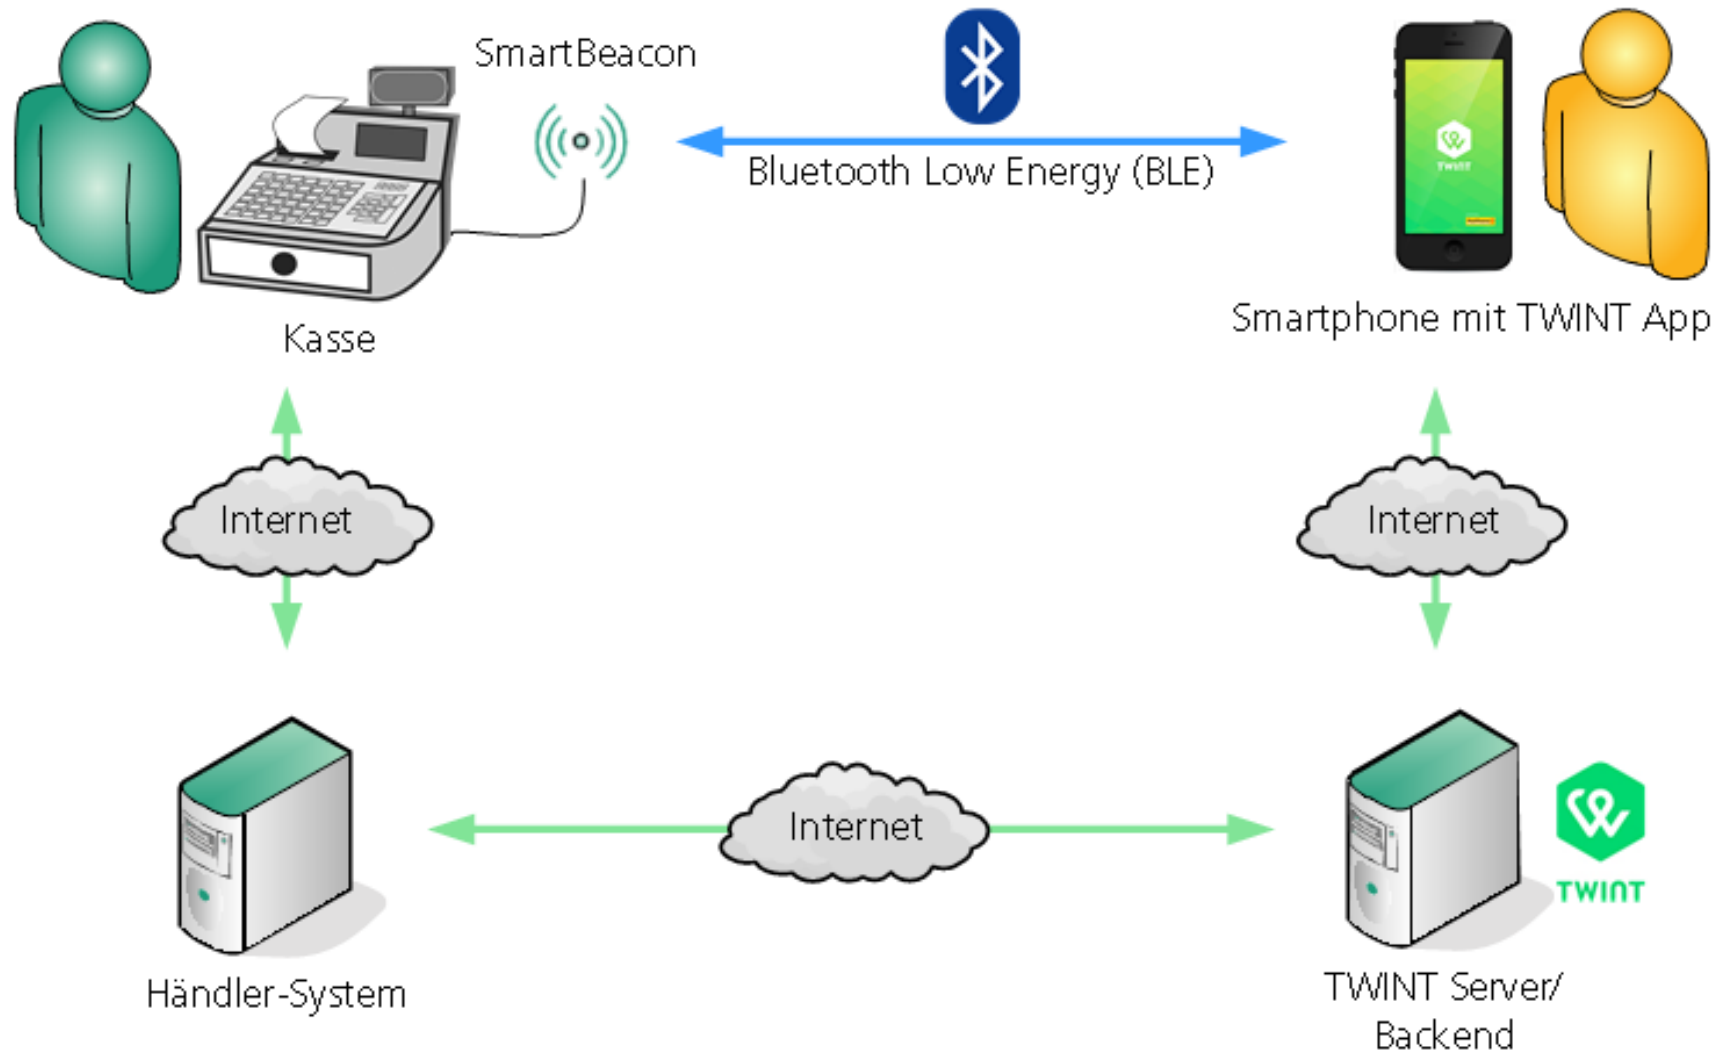 SmartBeacon
Bluetooth Low Energy (BLE)
TWINT
Kasse
Smartphone mit TWINT App
Internet
Internet
Internet
TWINT
Händler-System
TWINT Server/
Backend